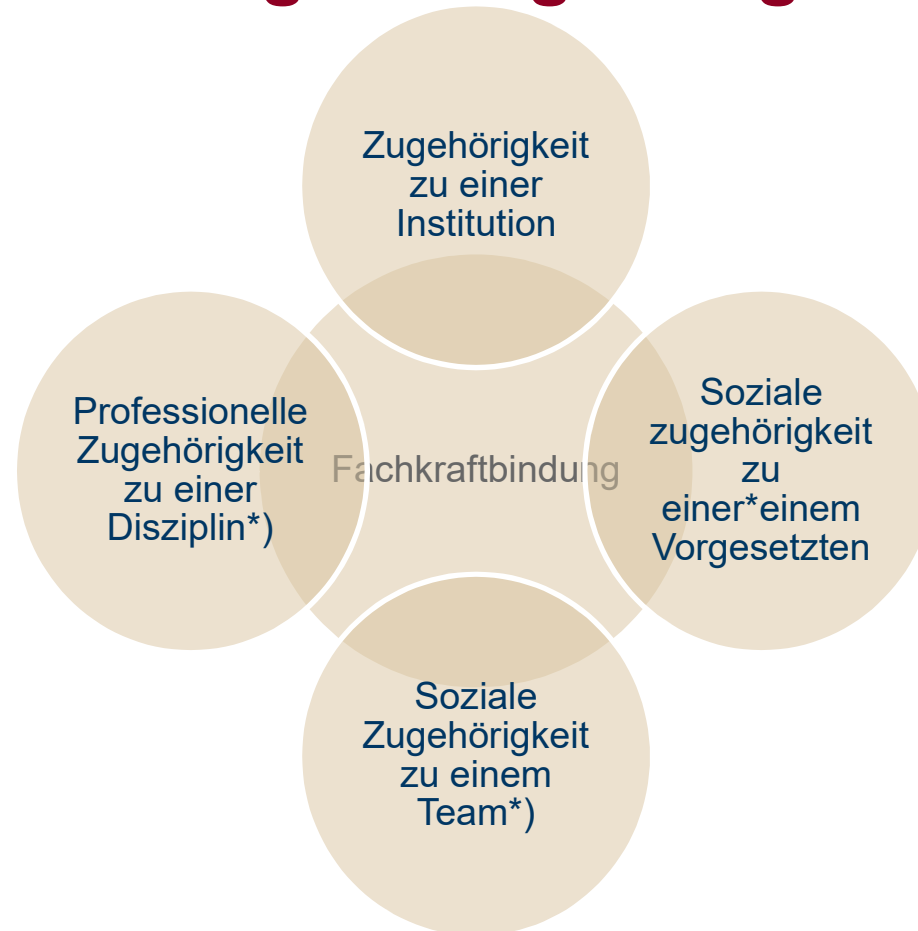 Zugehörigkeit
zu einer
Institution
Professionelle
Zugehörigkeit
zu einer
Disziplin*)
Fachkraftbindung
Soziale
zugehörigkeit
zu
einer*einem
Vorgesetzten
Soziale
Zugehörigkeit
zu einem
Team*)